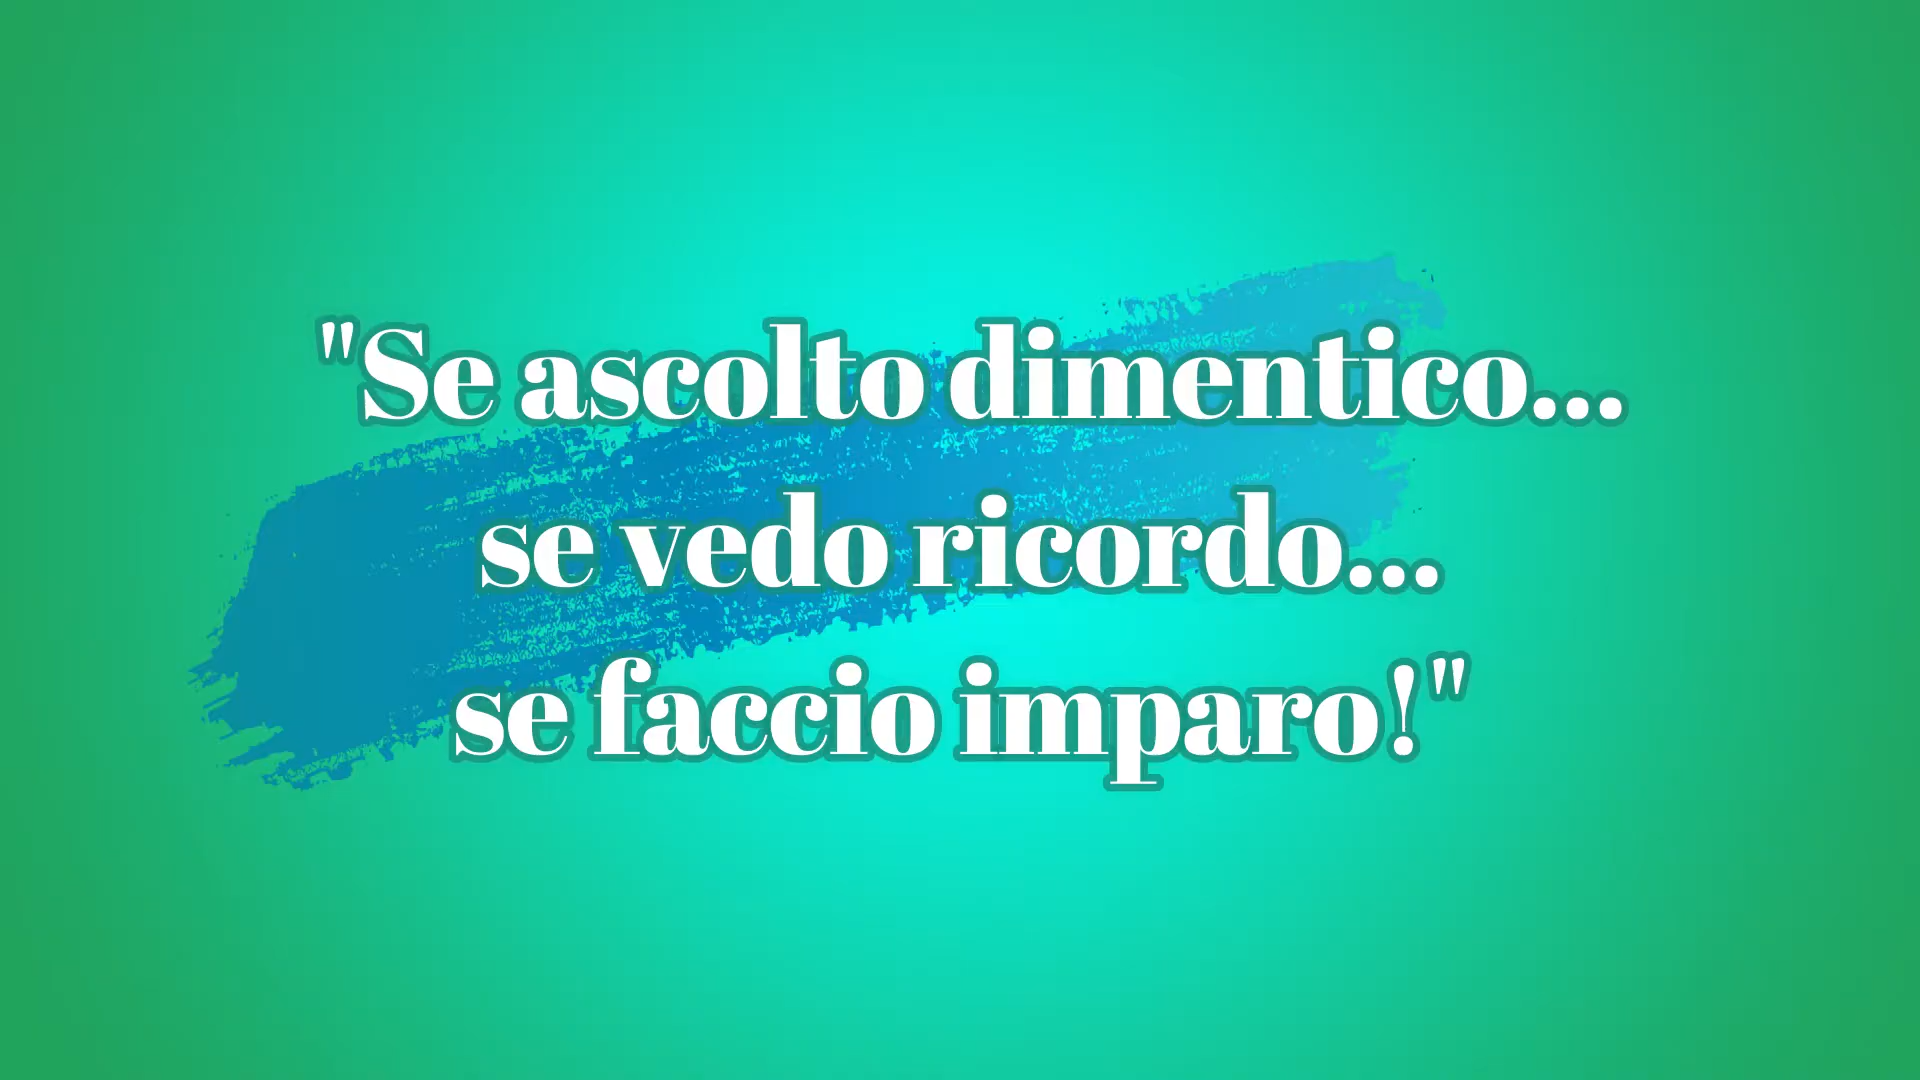 "Se ascolto dimentico...
se vedo ricordo...
se faccio imparo!"